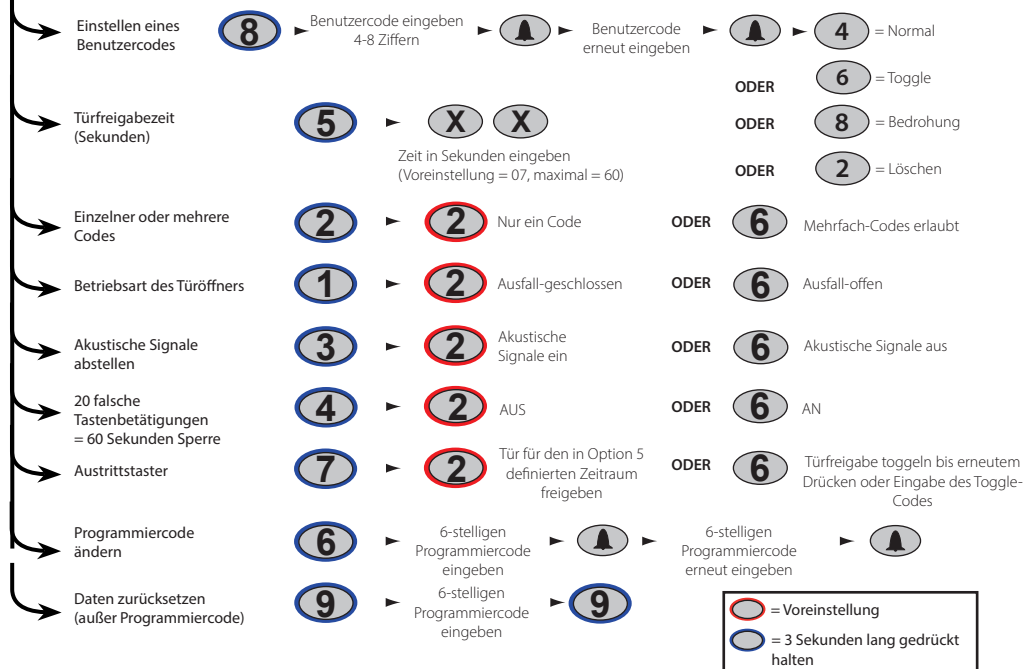 Einstellen eines
Benutzercodes
8
Benutzercode eingeben
4-8 Ziffern
Benutzercode
erneut eingeben
4 = Normal
ODER 6 = Toggle
ODER 8 = Bedrohung
ODER 2 = Löschen
Türfreigabezeit
(Sekunden)
5
X X
Zeit in Sekunden eingeben
(Voreinstellung = 07, maximal = 60)
Einzelner oder mehrere
Codes
2
2 Nur ein Code
ODER 6 Mehrfach-Codes erlaubt
Betriebsart des Türöffners
1
2 Ausfall-geschlossen
ODER 6 Ausfall-offen
Akustische Signale
abstellen
3
2 Akustische
Signale ein
ODER 6 Akustische Signale aus
20 falsche
Tastenbetätigungen
= 60 Sekunden Sperre
4
2 AUS
ODER 6 AN
Austrittstaster
7
2 Tür für den in Option 5
definierten Zeitraum
freigeben
ODER 6 Türfreigabe toggeln bis erneutem
Drücken oder Eingabe des Toggle-
Codes
Programmiercode
ändern
6
6-stelligen
Programmiercode
eingeben
6-stelligen
Programmiercode
erneut eingeben
Daten zurücksetzen
(außer Programmiercode)
9
6-stelligen
Programmiercode
eingeben
9
= Voreinstellung
= 3 Sekunden lang gedrückt
halten